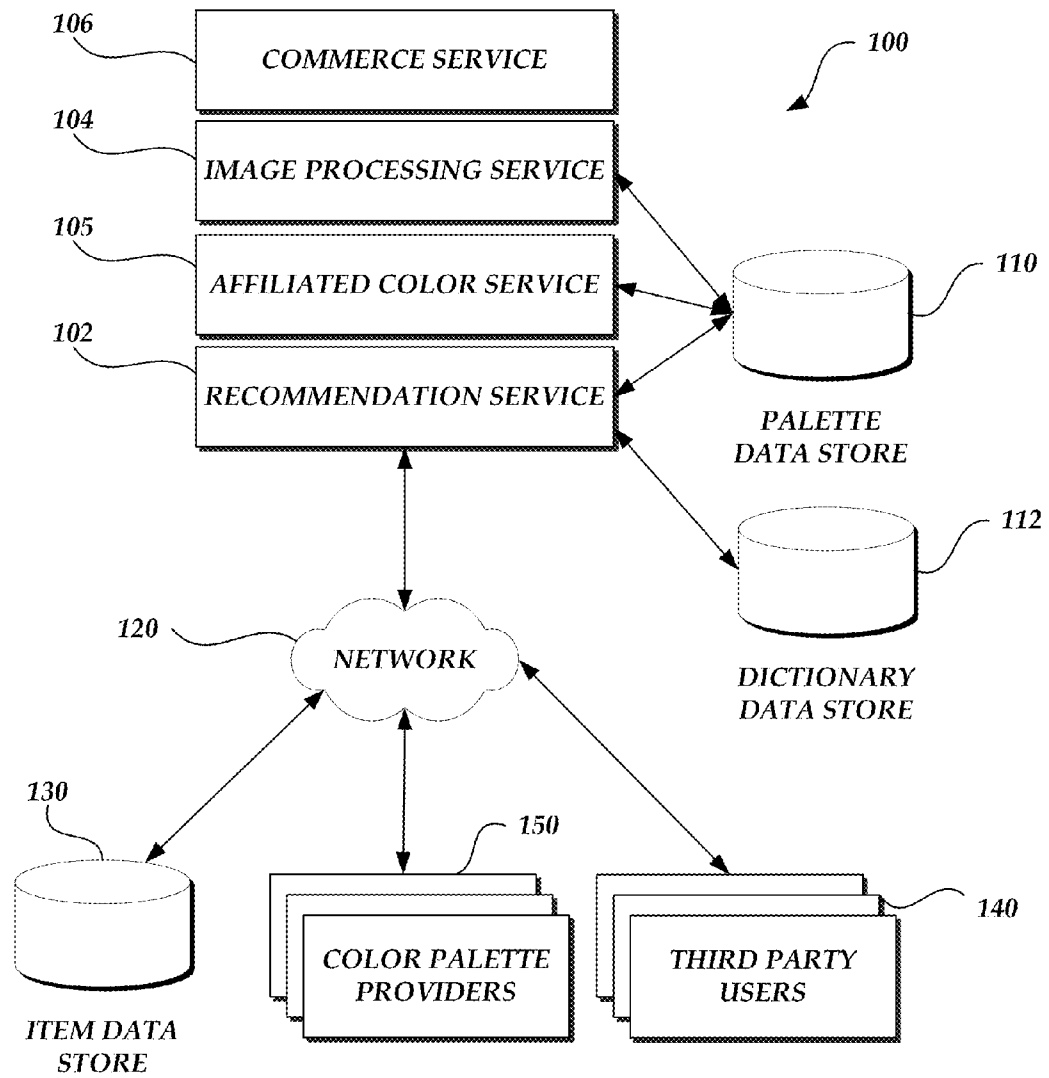 106
COMMERCE SERVICE
100
104
IMAGE PROCESSING SERVICE
105
AFFILIATED COLOR SERVICE
110
102
RECOMMENDATION SERVICE
PALETTE
DATA STORE
112
120
NETWORK
DICTIONARY
DATA STORE
130
150
140
COLOR PALETTE
PROVIDERS
THIRD PARTY
USERS
ITEM DATA
STORE